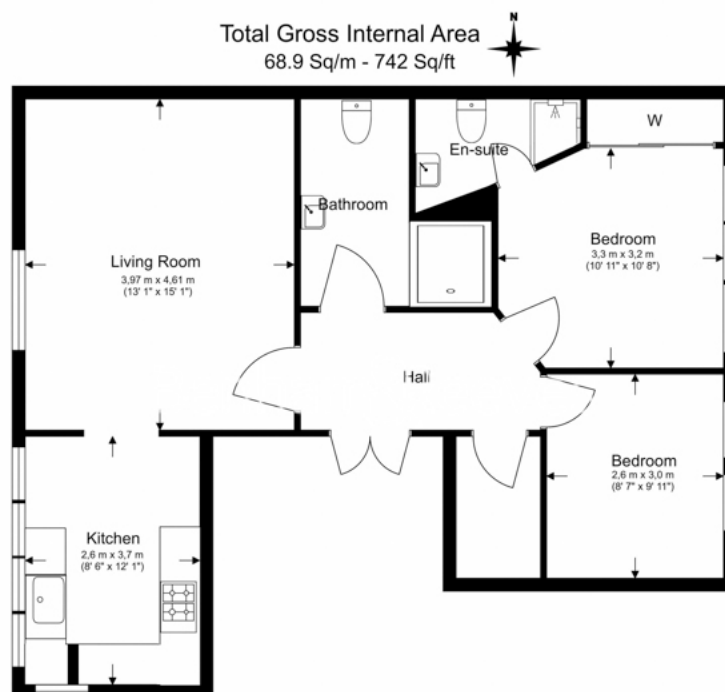 N
Total Gross Internal Area
68.9 Sq/m - 742 Sq/ft
W
En-suite
Bathroom
Bedroom
3,3 m x 3,2 m
(10' 11" x 10' 8")
Living Room
3,97 m x 4,61 m
(13' 1" x 15' 1")
Hall
Bedroom
2,6 m x 3,0 m
(8' 7" x 9' 11")
Kitchen
2,6 m x 3,7 m
(8' 6" x 12' 1")